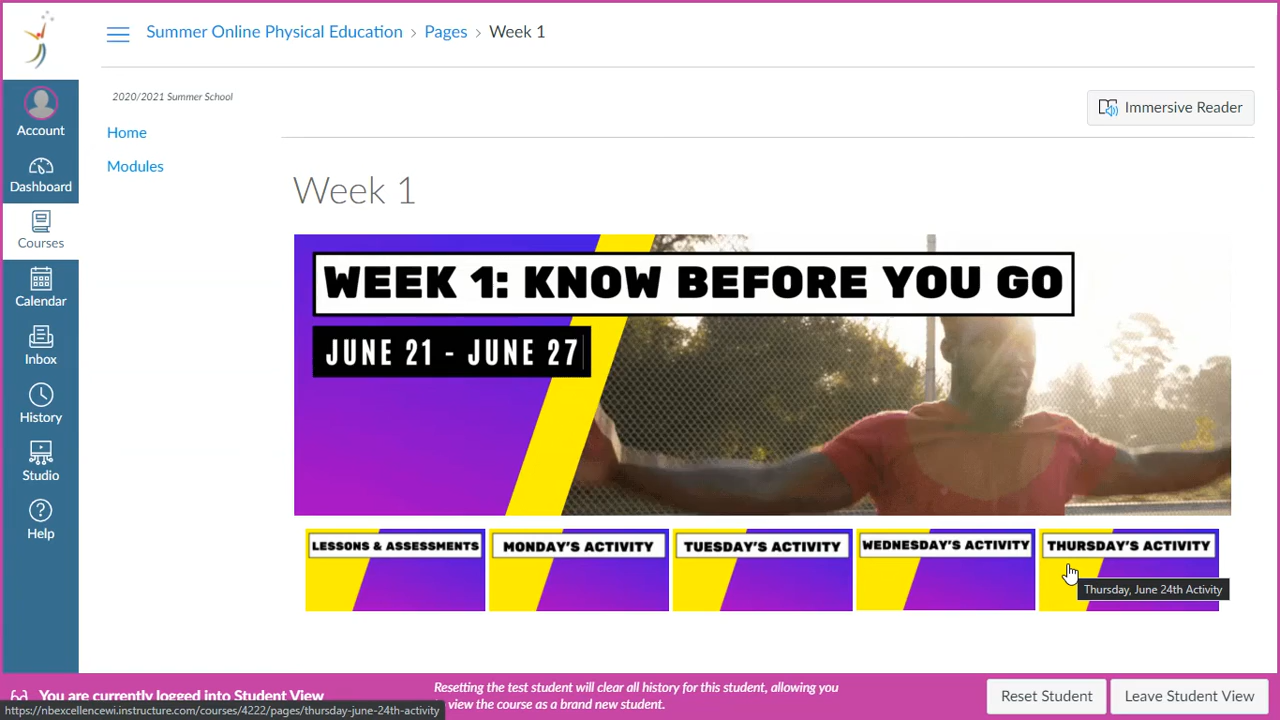 Summer Online Physical Education › Pages › Week 1
2020/2021 Summer School
Immersive Reader
Home
Modules
Account
Dashboard
Courses
Calendar
Inbox
History
Studio
Help
Week 1
WEEK 1: KNOW BEFORE YOU GO
JUNE 21 - JUNE 27
LESSONS & ASSESSMENTS
MONDAY'S ACTIVITY
TUESDAY'S ACTIVITY
WEDNESDAY'S ACTIVITY
THURSDAY'S ACTIVITY
Thursday, June 24th Activity
You are currently logged into Student View
Resetting the test student will clear all history for this student, allowing you
view the course as a brand new student.
Reset Student
Leave Student View
https://nbexcellencewi.instructure.com/courses/4222/pages/thursday-june-24th-activity